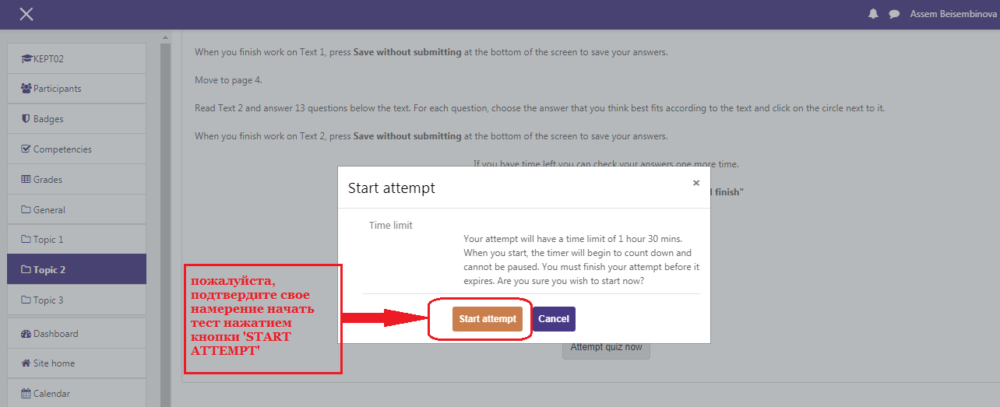 Assem Beisembinova
KEPT02
Participants
Badges
Competencies
Grades
General
Topic 1
Topic 2
Topic 3
Dashboard
Site home
Calendar
When you finish work on Text 1, press Save without submitting at the bottom of the screen to save your answers.
Move to page 4.
Read Text 2 and answer 13 questions below the text. For each question, choose the answer that you think best fits according to the text and click on the circle next to it.
When you finish work on Text 2, press Save without submitting at the bottom of the screen to save your answers.
If you have time left you can check your answers one more time.
finish"
Start attempt
×
Time limit
Your attempt will have a time limit of 1 hour 30 mins.
When you start, the timer will begin to count down and
cannot be paused. You must finish your attempt before it
expires. Are you sure you wish to start now?
Start attempt
Cancel
Attempt quiz now
пожалуйста,
подтвердите свое
намерение начать
тест нажатием
кнопки 'START
ATTEMPT'